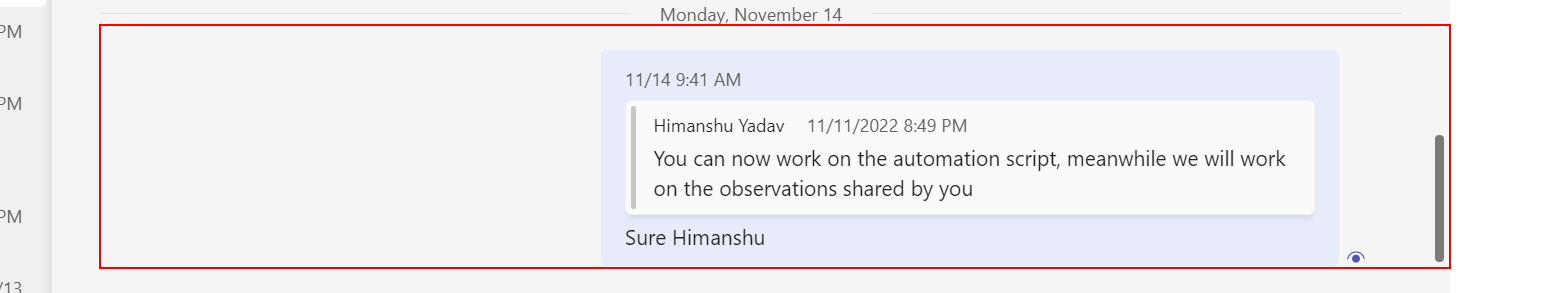 Monday, November 14
PM
11/14 9:41 AM
PM
Himanshu Yadav 11/11/2022 8:49 PM
You can now work on the automation script, meanwhile we will work
on the observations shared by you
PM
Sure Himanshu
/13